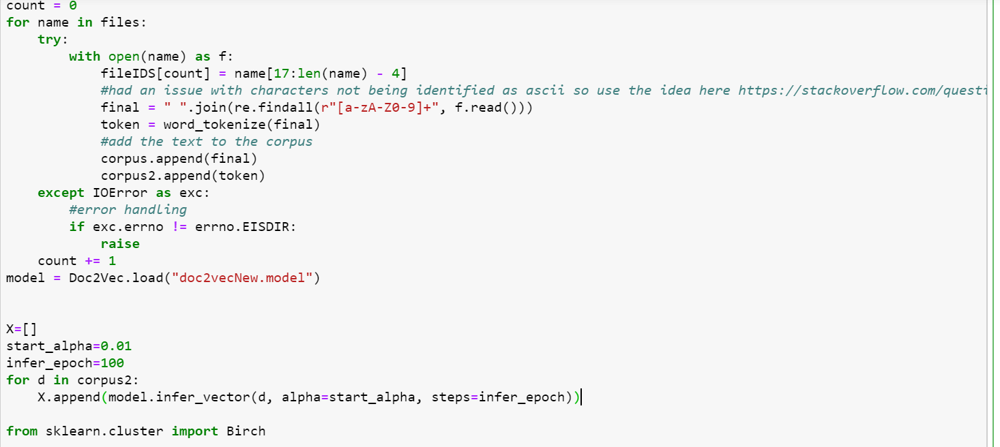 count = 0
for name in files:
    try:
        with open(name) as f:
            fileIDS[count] = name[17:len(name) - 4]
            #had an issue with characters not being identified as ascii so use the idea here https://stackoverflow.com/questi
            final = " ".join(re.findall(r"[a-zA-Z0-9]+", f.read()))
            token = word_tokenize(final)
            #add the text to the corpus
            corpus.append(final)
            corpus2.append(token)
    except IOError as exc:
        #error handling
        if exc.errno != errno.EISDIR:
            raise
    count += 1
model = Doc2Vec.load("doc2vecNew.model")
X=[]
start_alpha=0.01
infer_epoch=100
for d in corpus2:
    X.append(model.infer_vector(d, alpha=start_alpha, steps=infer_epoch))
from sklearn.cluster import Birch